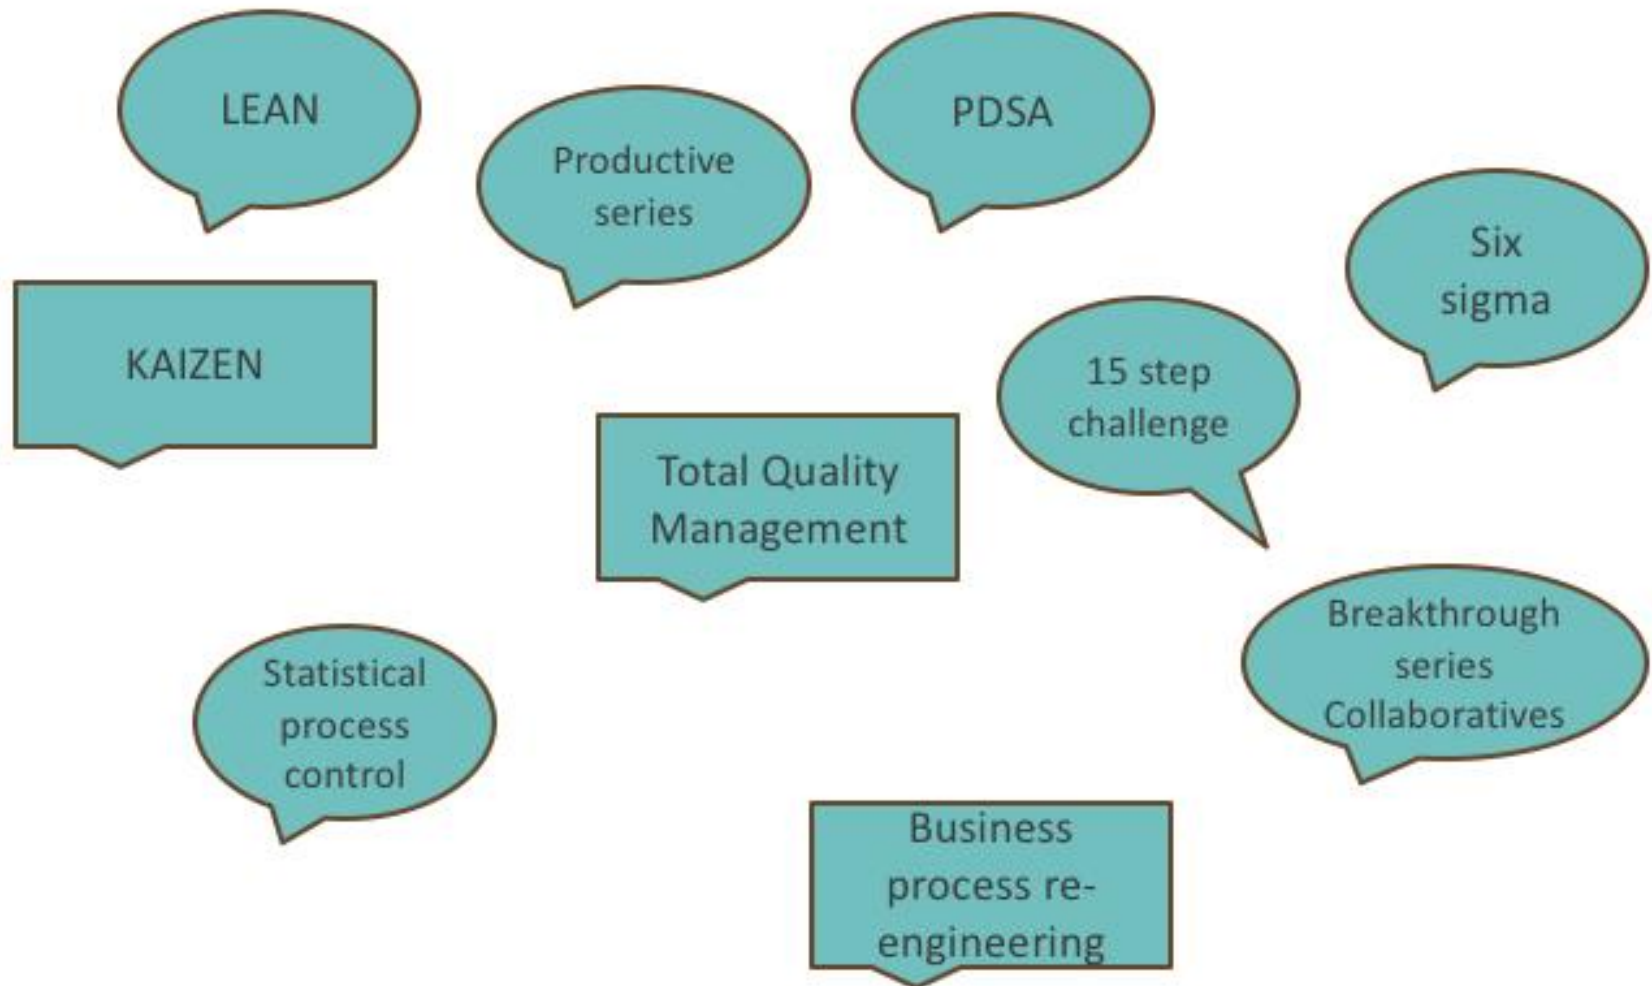 LEAN
Productive
series
PDSA
Six
sigma
KAIZEN
15 step
challenge
Total Quality
Management
Breakthrough
series
Collaboratives
Statistical
process
control
Business
process re-
engineering